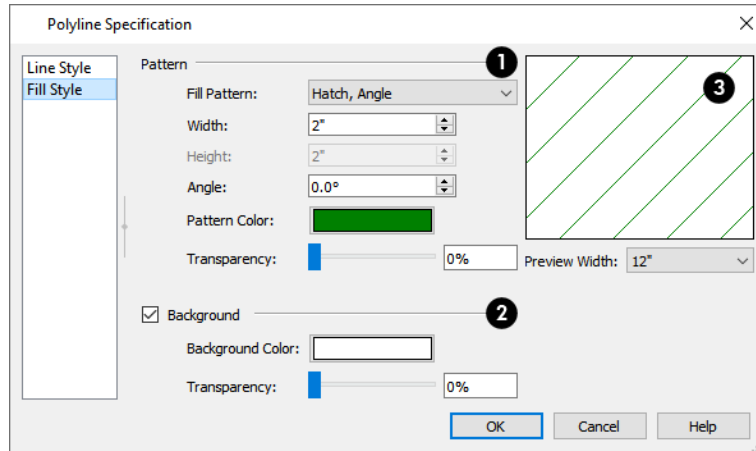 Polyline Specification
Line Style
Fill Style
Pattern
1
Fill Pattern: Hatch, Angle
Width: 2"
Height: 2"
Angle: 0.0°
Pattern Color:
Transparency: 0%
3
Preview Width: 12"
Background
2
Background Color:
Transparency: 0%
OK Cancel Help